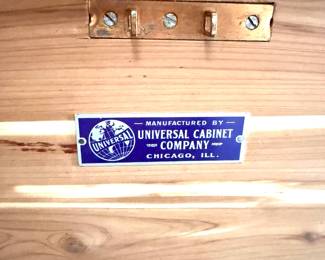 UNIVERSAL
MANUFACTURED BY
UNIVERSAL CABINET
COMPANY
CHICAGO, ILL.